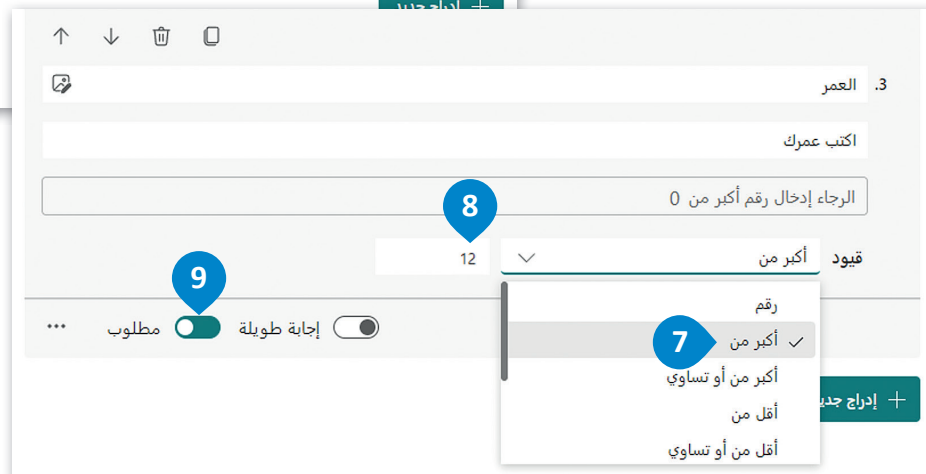 + إدراج جديد
3. العمر
اكتب عمرك
الرجاء إدخال رقم أكبر من 0
8
قيود أكبر من 12
9
رقم
إجابة طويلة مطلوب
7 أكبر من
أكبر من أو تساوي
+ إدراج جديد
أقل من
أقل من أو تساوي